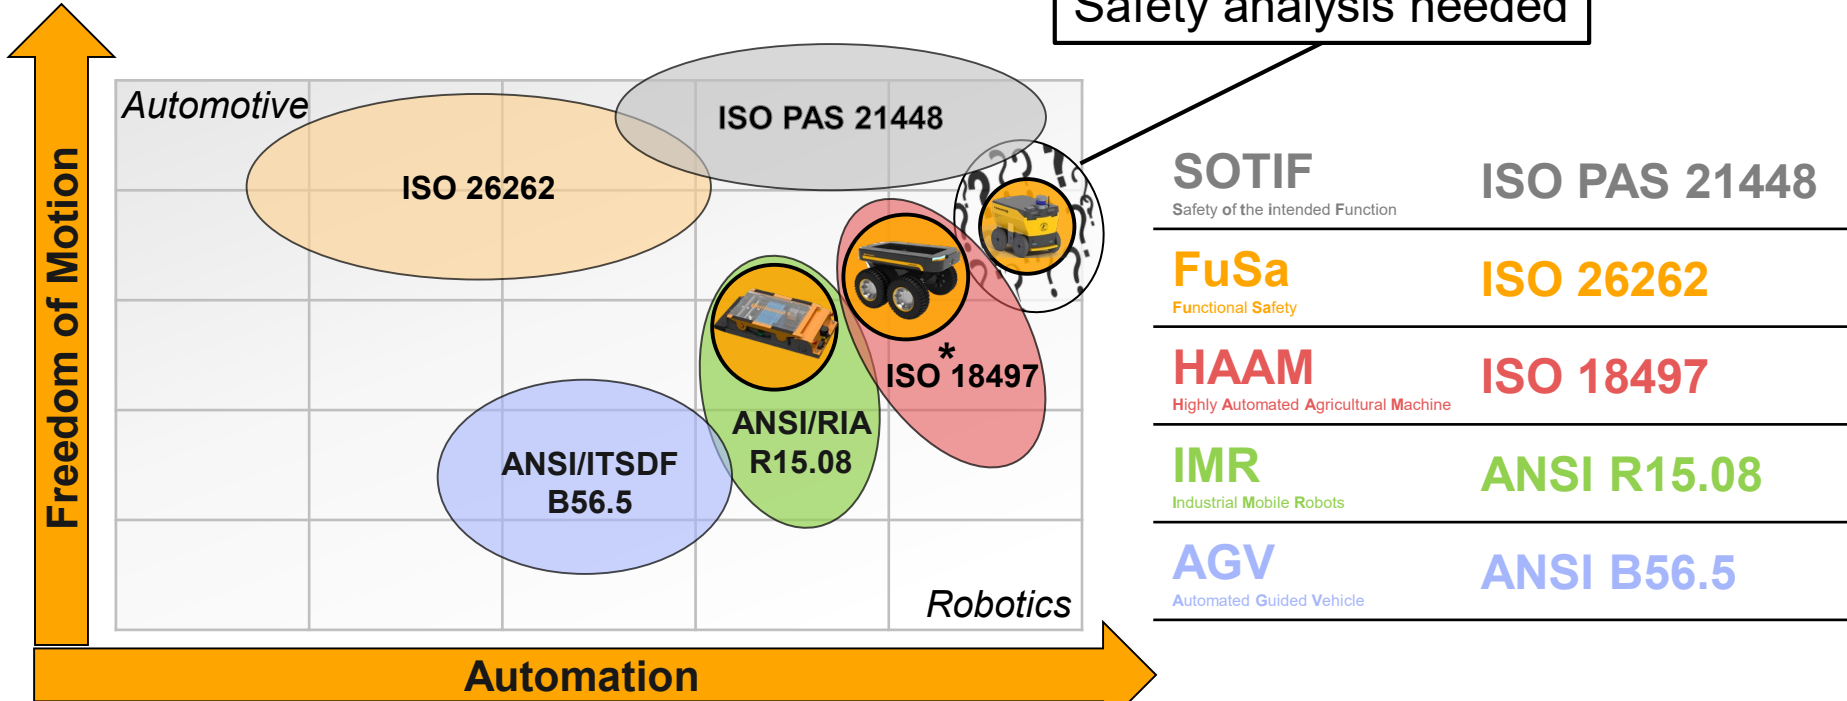 Safety analysis needed
Automotive
ISO PAS 21448
ISO 26262
*
ISO 18497
ANSI/RIA
R15.08
ANSI/ITSDF
B56.5
Robotics
Freedom of Motion
Automation
SOTIF ISO PAS 21448
Safety of the intended Function
FuSa ISO 26262
Functional Safety
HAAM ISO 18497
Highly Automated Agricultural Machine
IMR ANSI R15.08
Industrial Mobile Robots
AGV ANSI B56.5
Automated Guided Vehicle